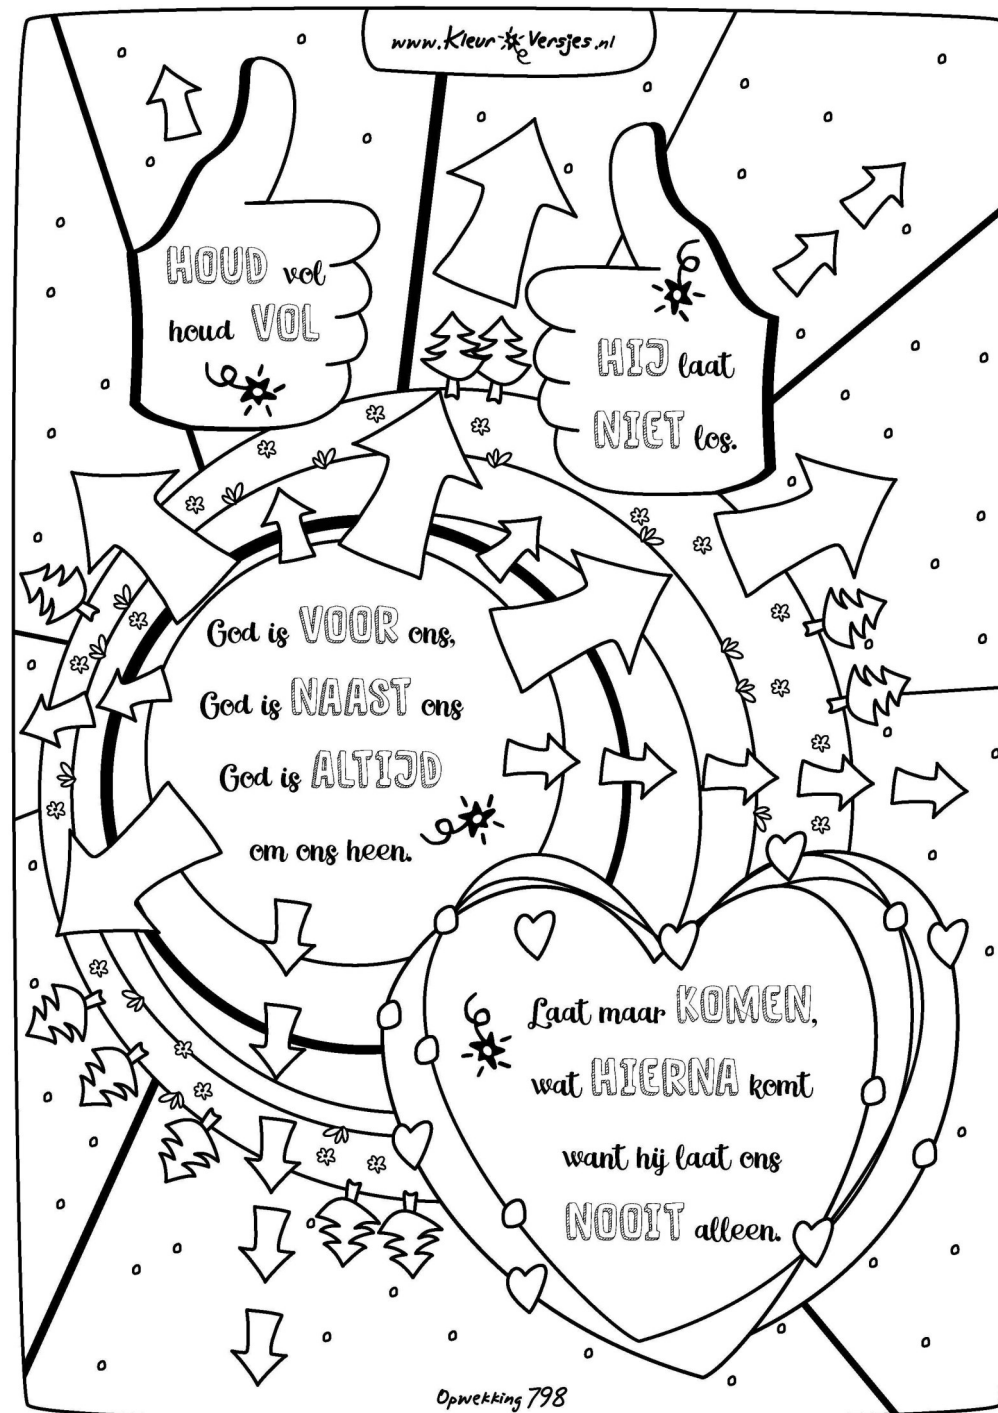 www.KleurVersjes.nl
HOUD vol
houd VOL
HIJ laat
NIET los.
God is VOOR ons,
God is NAAST ons
God is ALTIJD
om ons heen.
Laat maar KOMEN,
wat HIERNA komt
want hij laat ons
NOOIT alleen.
Opwekking 798